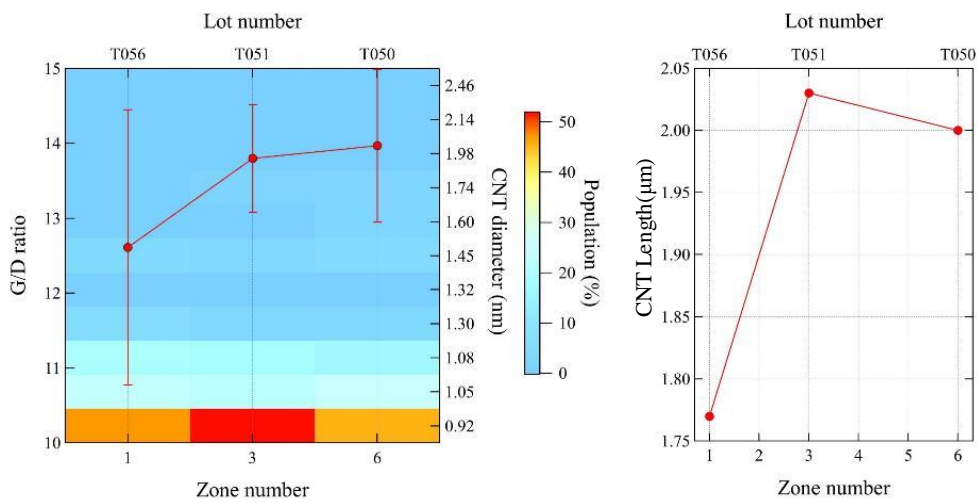 Lot number
T056 T051 T050
15
14
13
12
11
10
G/D ratio
2.46
2.14
1.98
1.74
1.60
1.45
1.32
1.30
1.08
1.05
0.92
CNT diameter (nm)
1 3 6
Zone number
50
40
30
20
10
0
Population (%)
Lot number
T056 T051 T050
2.05
2.00
1.95
1.90
1.85
1.80
1.75
CNT Length(μm)
1 2 3 4 5 6
Zone number